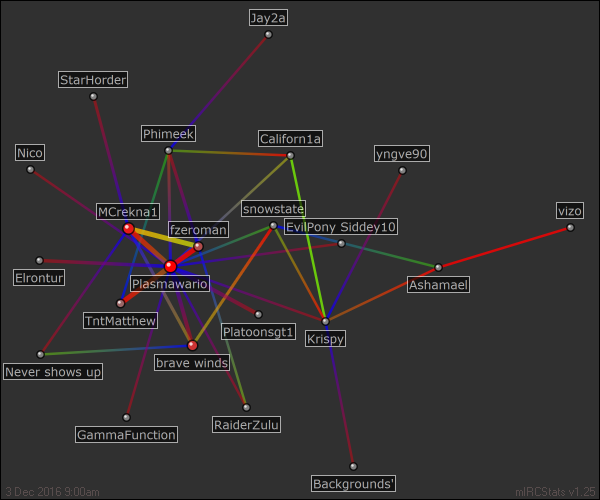 Jay2a
StarHorder
Phimeek
Californ1a
Nico
yngve90
MCrekna1
snowstate
vizo
fzeroman
EvilPony Siddey10
Elrontur
Plasmawario
Ashamael
TntMatthew
Platoonsgt1
Krispy
Never shows up
brave winds
GammaFunction
RaiderZulu
Backgrounds'
3 Dec 2016 9:00am
mIRCStats v1.25